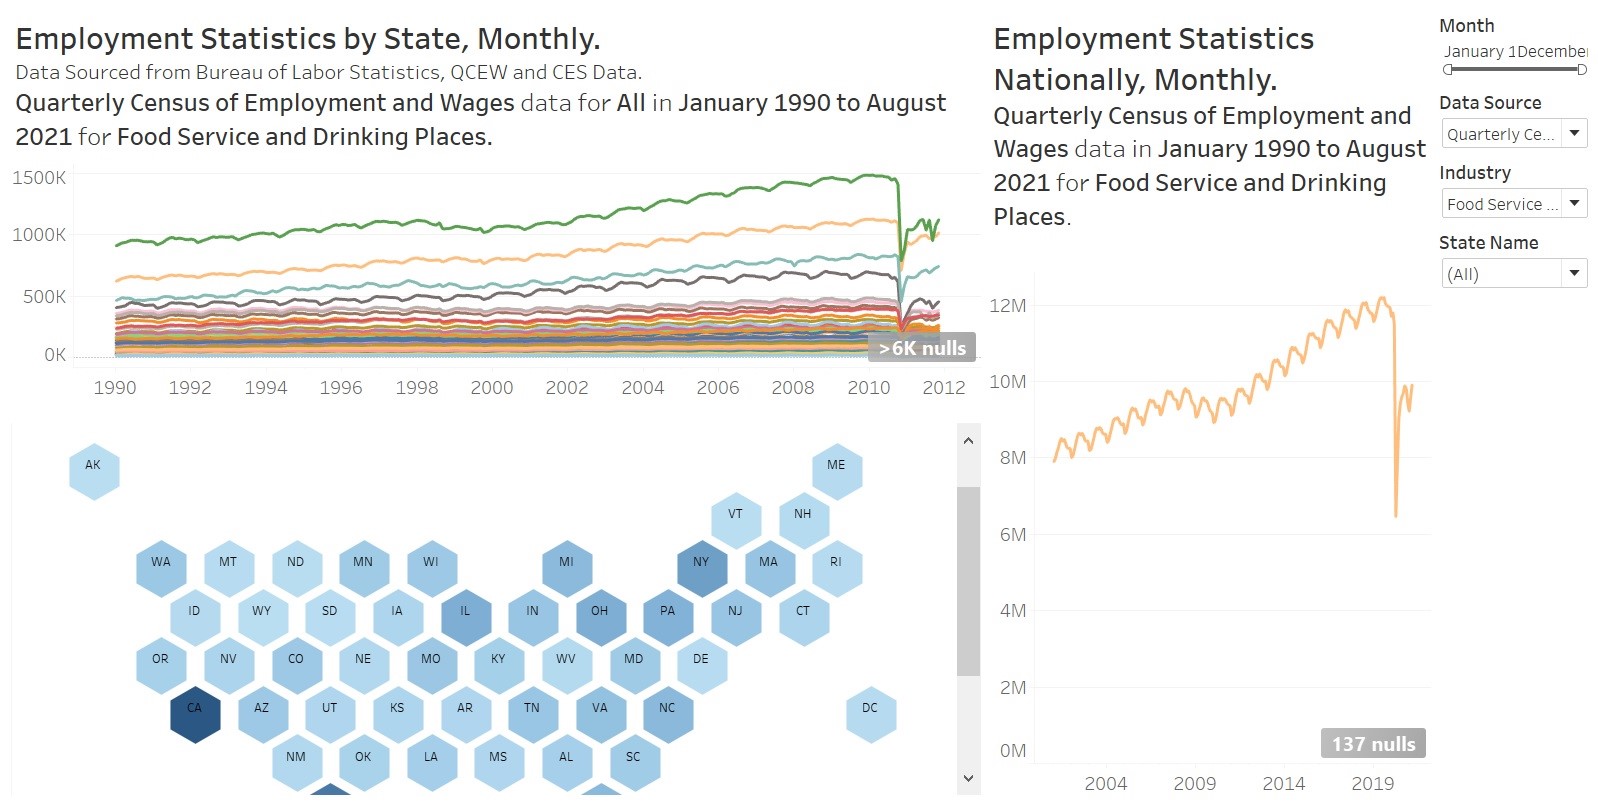 Employment Statistics by State, Monthly.
Data Sourced from Bureau of Labor Statistics, QCEW and CES Data.
Quarterly Census of Employment and Wages data for All in January 1990 to August
2021 for Food Service and Drinking Places.
1500K
1000K
500K
0K
>6K nulls
1990 1992 1994 1996 1998 2000 2002 2004 2006 2008 2010 2012
AK ME
VT NH
WA MT ND MN WI MI NY MA RI
ID WY SD IA IL IN OH PA NJ CT
OR NV CO NE MO KY WV MD DE
CA AZ UT KS AR TN VA NC DC
NM OK LA MS AL SC
Employment Statistics
Nationally, Monthly.
Quarterly Census of Employment and
Wages data in January 1990 to August
2021 for Food Service and Drinking
Places.
12M
10M
8M
6M
4M
2M
0M
137 nulls
2004 2009 2014 2019
Month
January 1Decembe
Data Source
Quarterly Ce...
Industry
Food Service ...
State Name
(All)